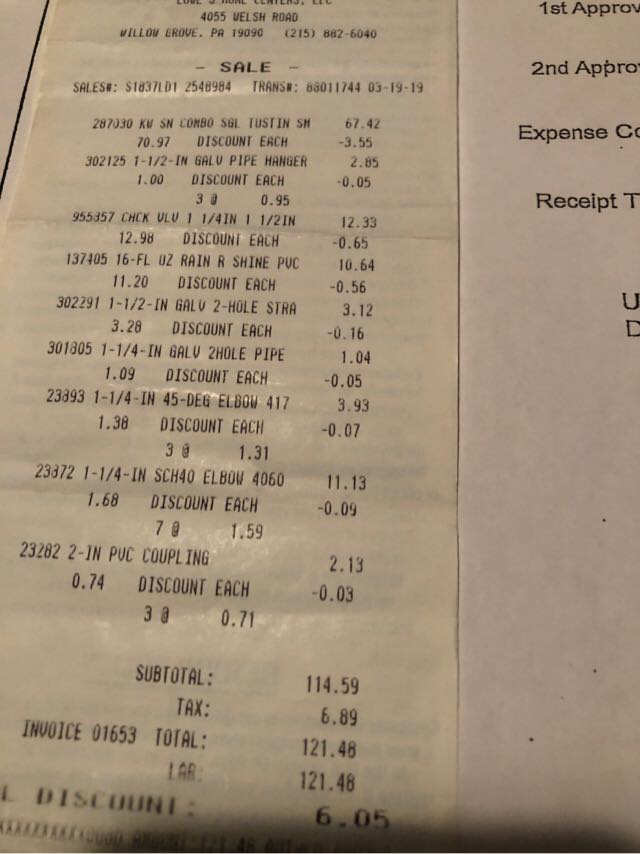 4055 WELSH ROAD
WILLOW GROVE, PA 19090 (215) 882-6040
- SALE -
SALES#: S1837LD1 2548984 TRANS#: 88011744 03-19-19
287030 KW SN COMBO SGL TUSTIN SM 67.42
70.97 DISCOUNT EACH -3.55
302125 1-1/2-IN GALV PIPE HANGER 2.85
1.00 DISCOUNT EACH -0.05
3 @ 0.95
955357 CHCK VLV 1 1/4IN 1 1/2IN 12.33
12.98 DISCOUNT EACH -0.65
137405 16-FL OZ RAIN R SHINE PVC 10.64
11.20 DISCOUNT EACH -0.56
302291 1-1/2-IN GALV 2-HOLE STRA 3.12
3.28 DISCOUNT EACH -0.16
301805 1-1/4-IN GALV 2HOLE PIPE 1.04
1.09 DISCOUNT EACH -0.05
23893 1-1/4-IN 45-DEG ELBOW 417 3.93
1.38 DISCOUNT EACH -0.07
3 @ 1.31
23872 1-1/4-IN SCH40 ELBOW 4060 11.13
1.68 DISCOUNT EACH -0.09
7 @ 1.59
23282 2-IN PVC COUPLING 2.13
0.74 DISCOUNT EACH -0.03
3 @ 0.71
SUBTOTAL: 114.59
TAX: 6.89
INVOICE 01653 TOTAL: 121.48
LAR: 121.48
L DISCOUNT: 6.05
1st Approv
2nd Approv
Expense Co
Receipt T
U
D